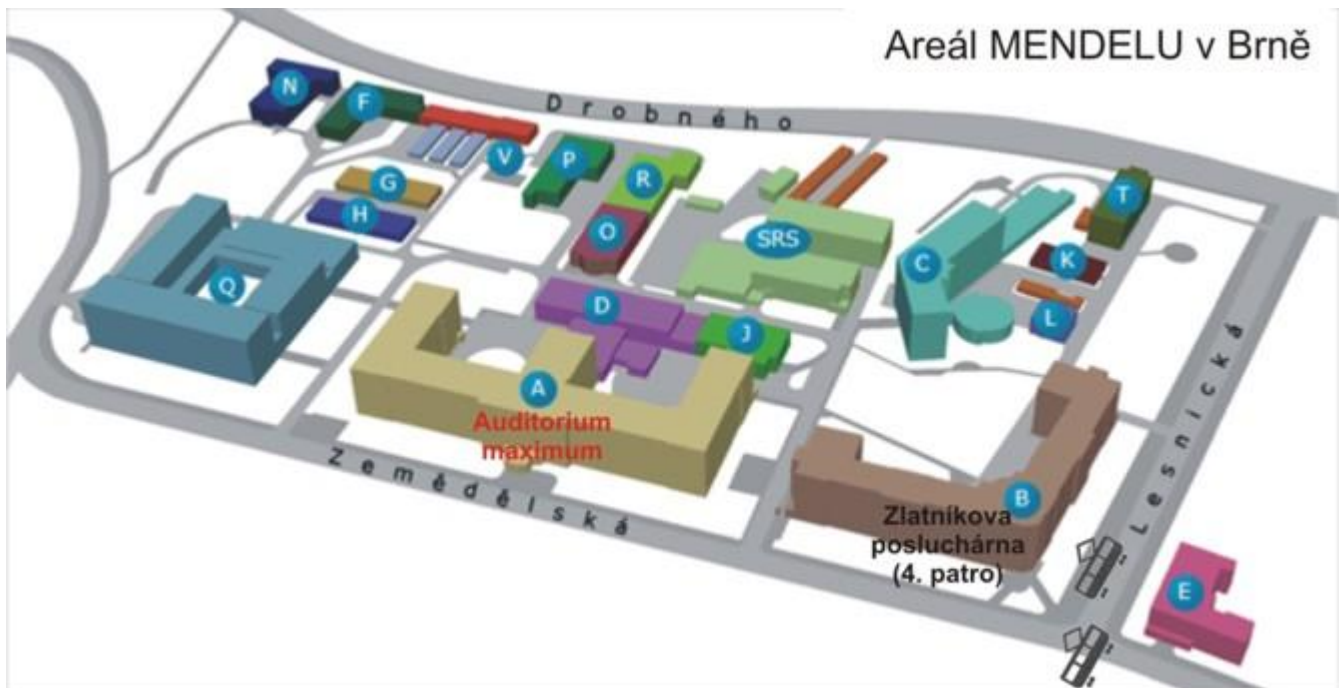 Areál MENDELU v Brně
Drobného
N
F
V
P
R
G
H
O
SRS
C
T
K
L
Q
D
J
A
Auditorium
maximum
Zemědělská
Lesnická
B
Zlatníkova
posluchárna
(4. patro)
E